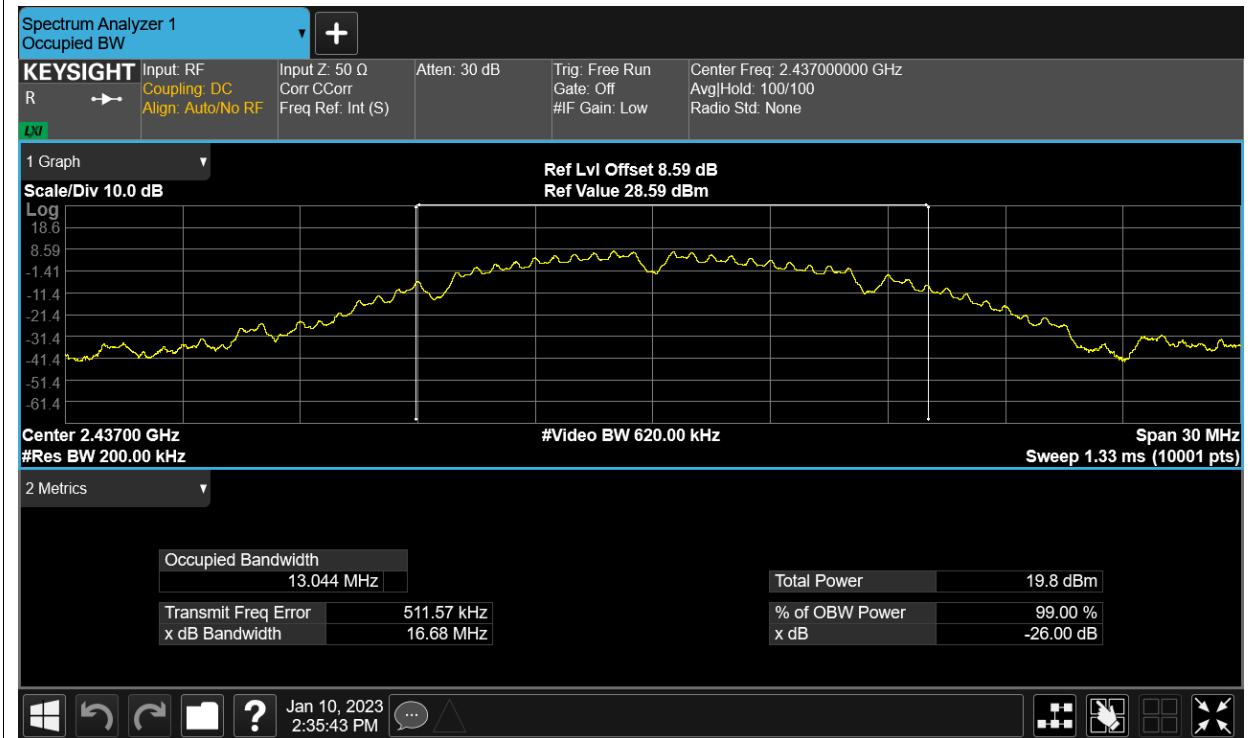 Spectrum Analyzer 1
Occupied BW
KEYSIGHT
R
LXI
Input: RF
Coupling: DC
Align: Auto/No RF
Input Z: 50 Ω
Corr CCorr
Freq Ref: Int (S)
Atten: 30 dB
Trig: Free Run
Gate: Off
#IF Gain: Low
Center Freq: 2.437000000 GHz
Avg|Hold: 100/100
Radio Std: None
1 Graph
Scale/Div 10.0 dB
Ref Lvl Offset 8.59 dB
Ref Value 28.59 dBm
Log
18.6
8.59
-1.41
-11.4
-21.4
-31.4
-41.4
-51.4
-61.4
Center 2.43700 GHz
#Res BW 200.00 kHz
#Video BW 620.00 kHz
Span 30 MHz
Sweep 1.33 ms (10001 pts)
2 Metrics
Occupied Bandwidth
13.044 MHz
Transmit Freq Error 511.57 kHz
x dB Bandwidth 16.68 MHz
Total Power 19.8 dBm
% of OBW Power 99.00 %
x dB -26.00 dB
?
Jan 10, 2023
2:35:43 PM